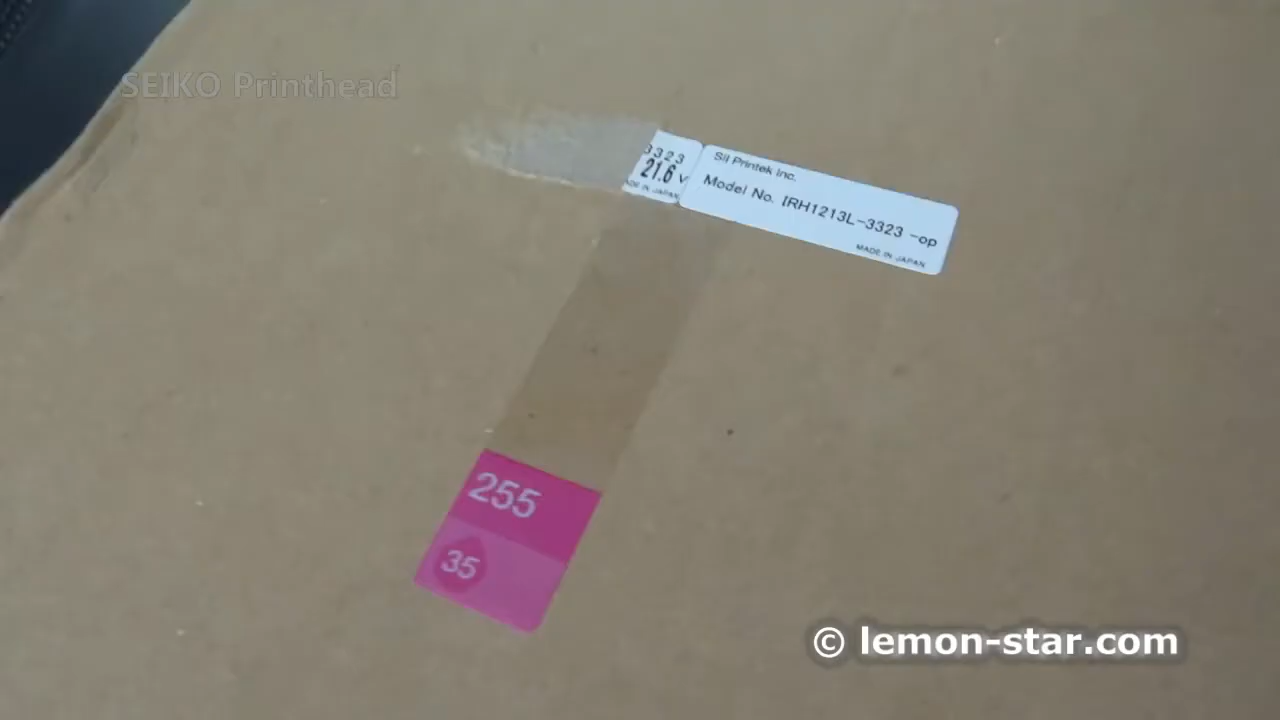 SEIKO Printhead
3323
21.6 V
MADE IN JAPAN
SII Printek Inc.
Model No. IRH1213L-3323 -op
MADE IN JAPAN
255
35
© lemon-star.com